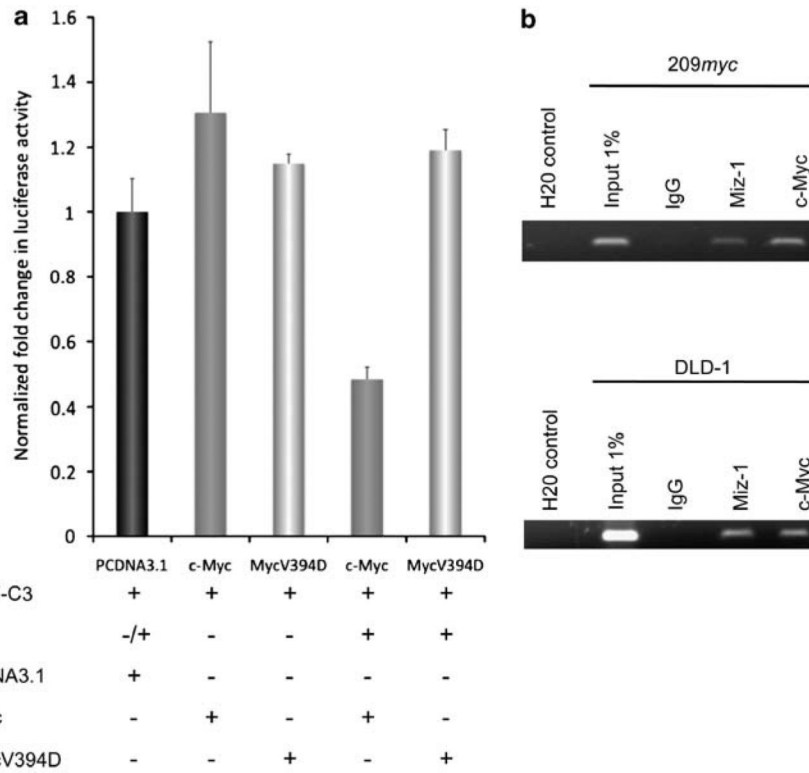 a
Normalized fold change in luciferase actvity
1.6
1.4
1.2
1
0.8
0.6
0.4
0.2
0
PCDNA3.1 c-Myc MycV394D c-Myc MycV394D
-C3 + + + + +
-/+ - - + +
NA3.1 + - - - -
c - + - + -
cV394D - - + - +
b
209myc
H20 control Input 1% IgG Miz-1 c-Myc
DLD-1
H20 control Input 1% IgG Miz-1 c-Myc